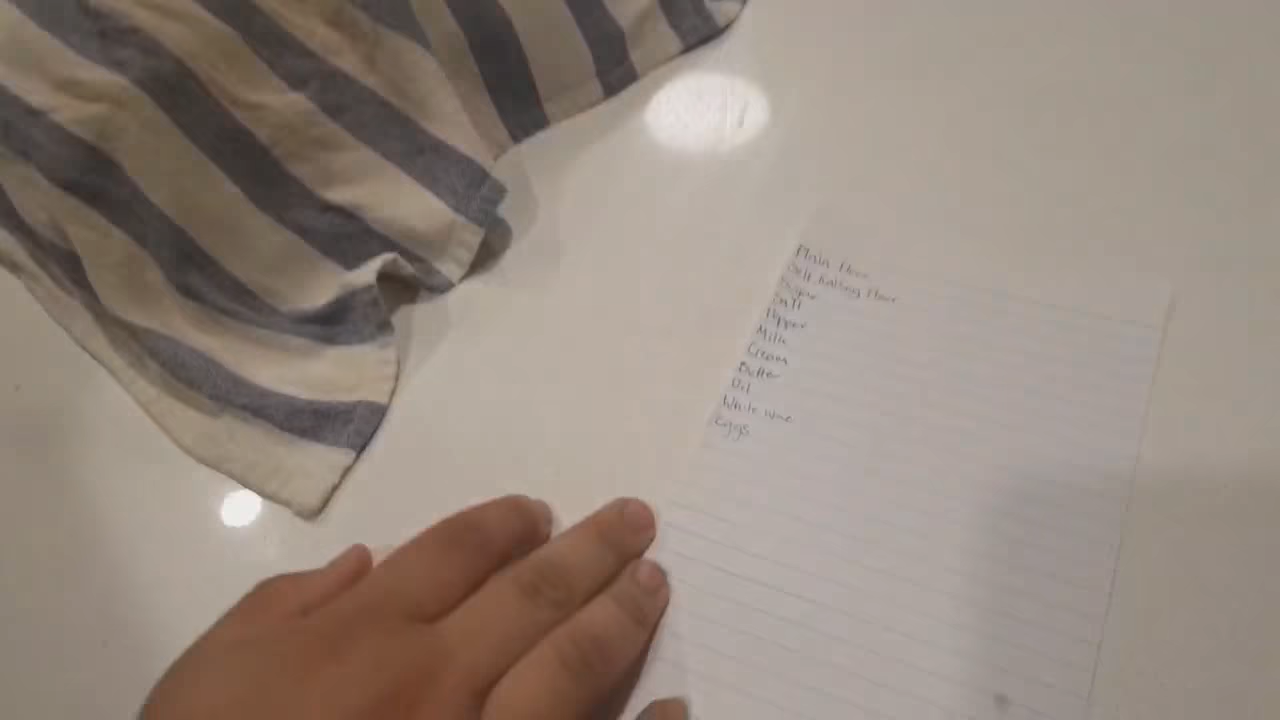 Plain Flour
Self Raising Flour
Sugar
Salt
Pepper
Milk
Cream
Butter
Oil
White wine
Eggs